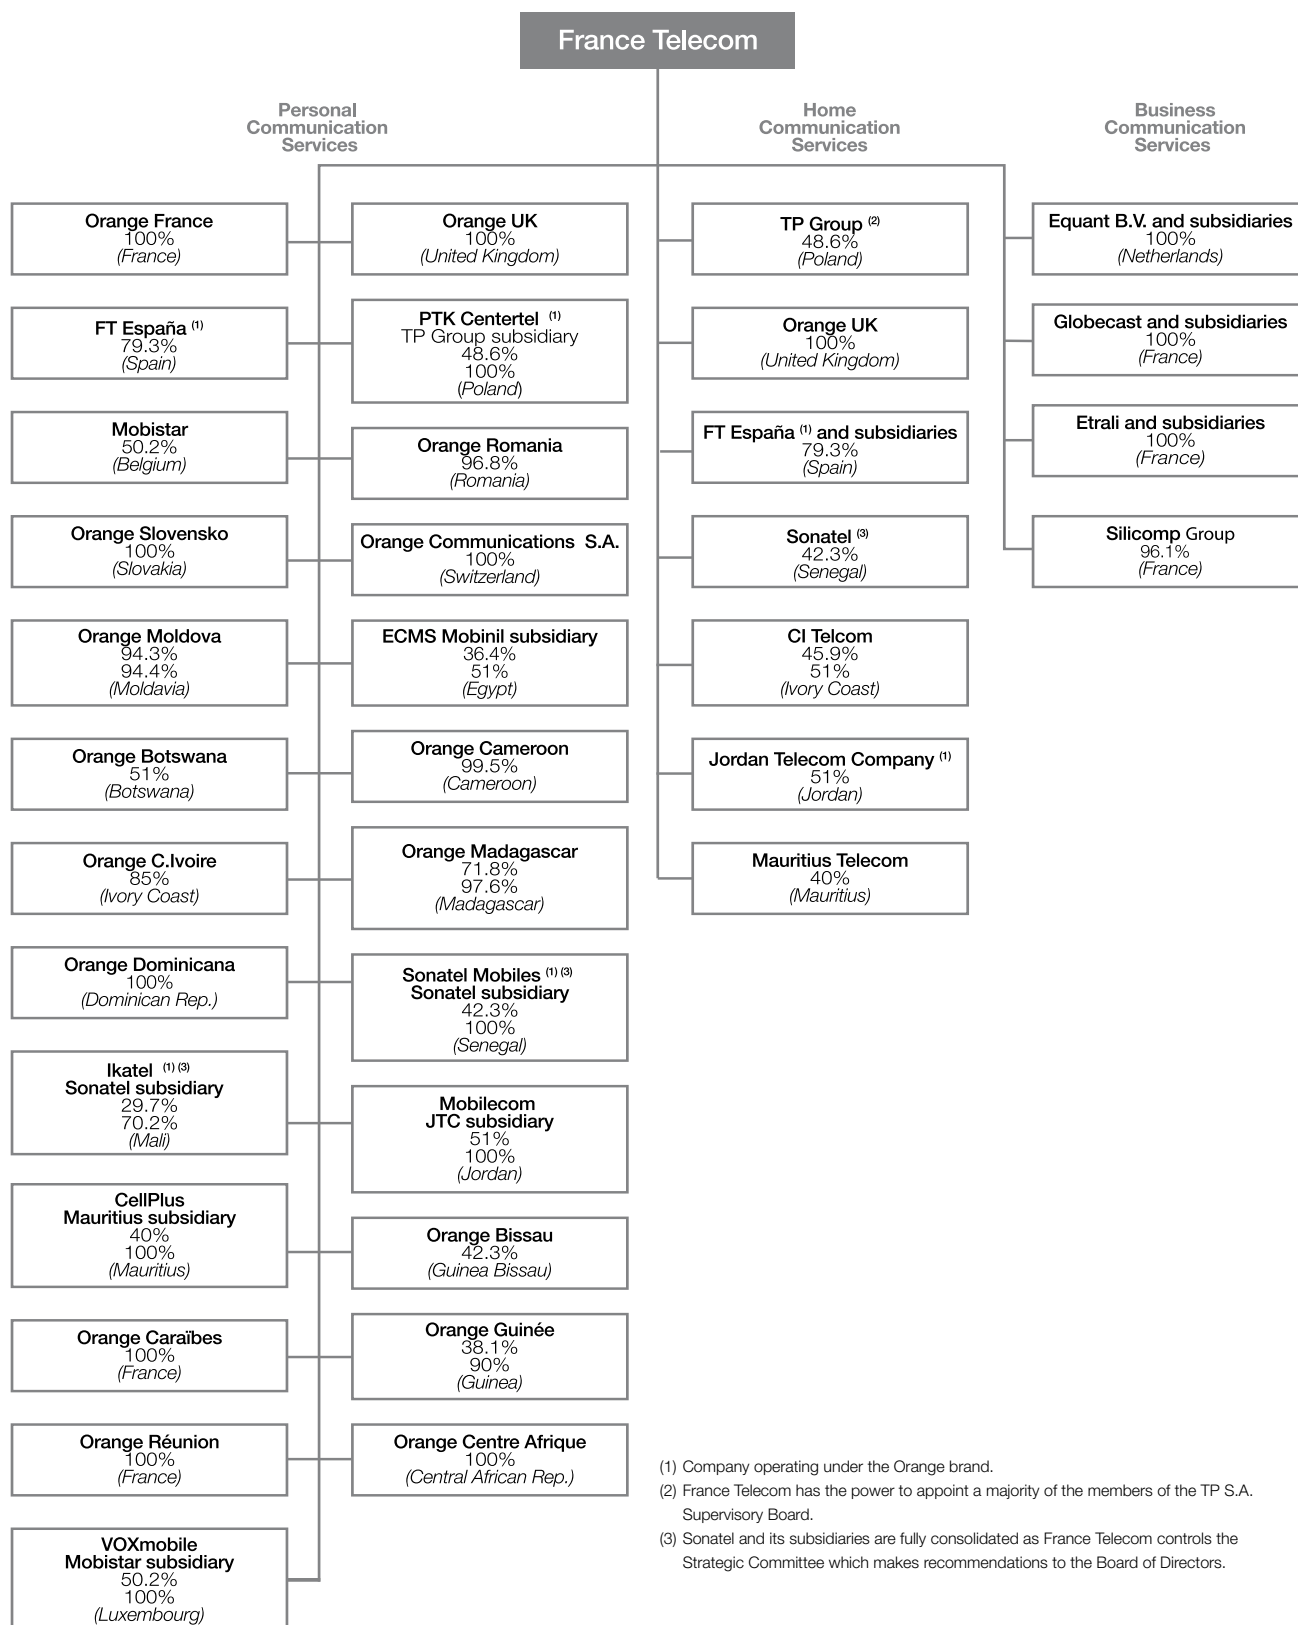 France Telecom
Personal
Communication
Services
Home
Communication
Services
Business
Communication
Services
Orange France
100%
(France)
FT España (1)
79.3%
(Spain)
Mobistar
50.2%
(Belgium)
Orange Slovensko
100%
(Slovakia)
Orange Moldova
94.3%
94.4%
(Moldavia)
Orange Botswana
51%
(Botswana)
Orange C.Ivoire
85%
(Ivory Coast)
Orange Dominicana
100%
(Dominican Rep.)
Ikatel (1) (3)
Sonatel subsidiary
29.7%
70.2%
(Mali)
CellPlus
Mauritius subsidiary
40%
100%
(Mauritius)
Orange Caraïbes
100%
(France)
Orange Réunion
100%
(France)
VOXmobile
Mobistar subsidiary
50.2%
100%
(Luxembourg)
Orange UK
100%
(United Kingdom)
PTK Centertel (1)
TP Group subsidiary
48.6%
100%
(Poland)
Orange Romania
96.8%
(Romania)
Orange Communications S.A.
100%
(Switzerland)
ECMS Mobinil subsidiary
36.4%
51%
(Egypt)
Orange Cameroon
99.5%
(Cameroon)
Orange Madagascar
71.8%
97.6%
(Madagascar)
Sonatel Mobiles (1) (3)
Sonatel subsidiary
42.3%
100%
(Senegal)
Mobilecom
JTC subsidiary
51%
100%
(Jordan)
Orange Bissau
42.3%
(Guinea Bissau)
Orange Guinée
38.1%
90%
(Guinea)
Orange Centre Afrique
100%
(Central African Rep.)
TP Group (2)
48.6%
(Poland)
Orange UK
100%
(United Kingdom)
FT España (1) and subsidiaries
79.3%
(Spain)
Sonatel (3)
42.3%
(Senegal)
CI Telcom
45.9%
51%
(Ivory Coast)
Jordan Telecom Company (1)
51%
(Jordan)
Mauritius Telecom
40%
(Mauritius)
Equant B.V. and subsidiaries
100%
(Netherlands)
Globecast and subsidiaries
100%
(France)
Etrali and subsidiaries
100%
(France)
Silicomp Group
96.1%
(France)
(1) Company operating under the Orange brand.
(2) France Telecom has the power to appoint a majority of the members of the TP S.A.
Supervisory Board.
(3) Sonatel and its subsidiaries are fully consolidated as France Telecom controls the
Strategic Committee which makes recommendations to the Board of Directors.